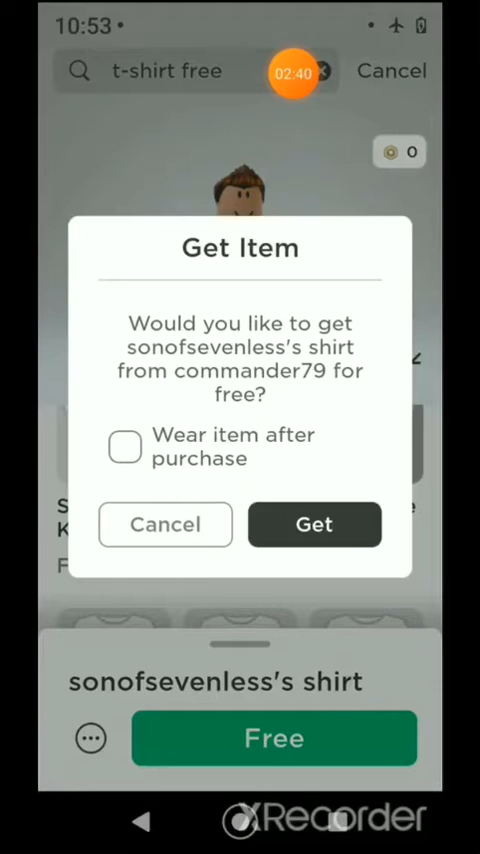 10:53
t-shirt free
02:40
Cancel
0
Get Item
Would you like to get
sonofsevenless's shirt
from commander79 for
free?
Wear item after
purchase
Cancel
Get
S
K
F
e
sonofsevenless's shirt
Free
XRecorder